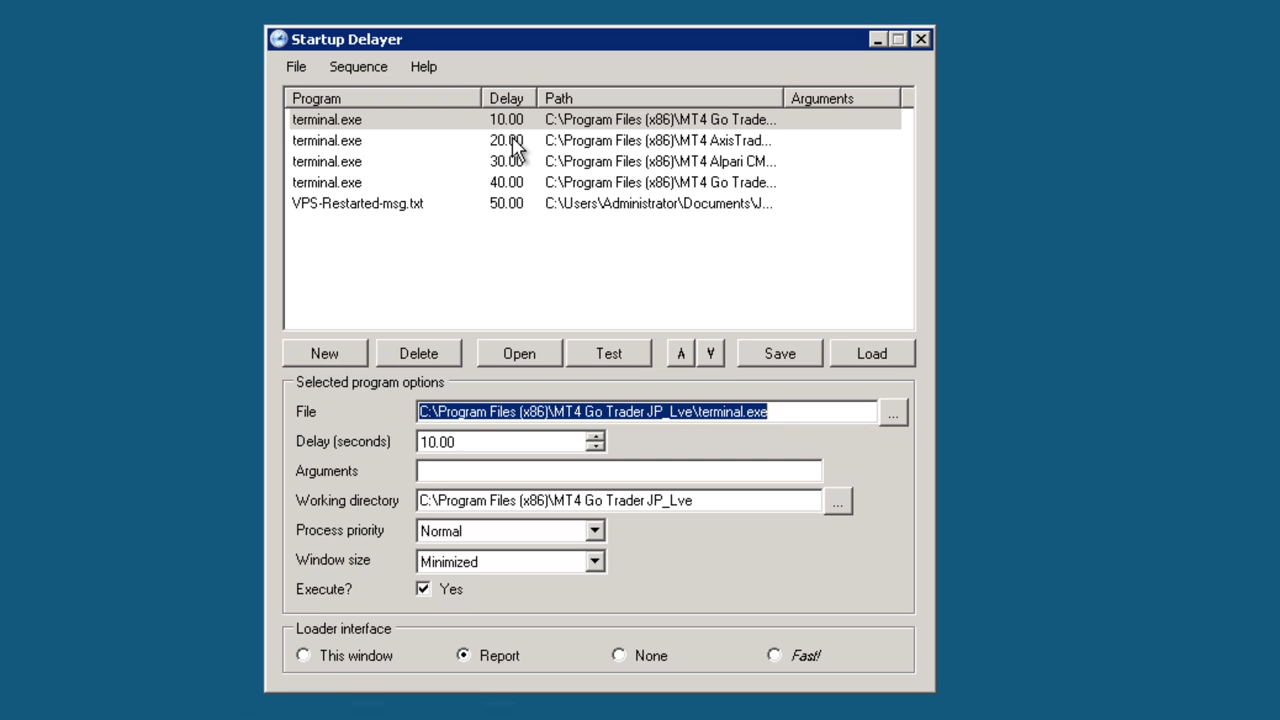 Startup Delayer
File Sequence Help
Program Delay Path Arguments
terminal.exe 10.00 C:\Program Files (x86)\MT4 Go Trade...
terminal.exe 20.00 C:\Program Files (x86)\MT4 AxisTrad...
terminal.exe 30.00 C:\Program Files (x86)\MT4 Alpari CM...
terminal.exe 40.00 C:\Program Files (x86)\MT4 Go Trade...
VPS-Restarted-msg.txt 50.00 C:\Users\Administrator\Documents\J...
New Delete Open Test Save Load
Selected program options
File C:\Program Files (x86)\MT4 Go Trader JP_Lve\terminal.exe ...
Delay (seconds) 10.00
Arguments
Working directory C:\Program Files (x86)\MT4 Go Trader JP_Lve ...
Process priority Normal
Window size Minimized
Execute? Yes
Loader interface
This window Report None Fast!